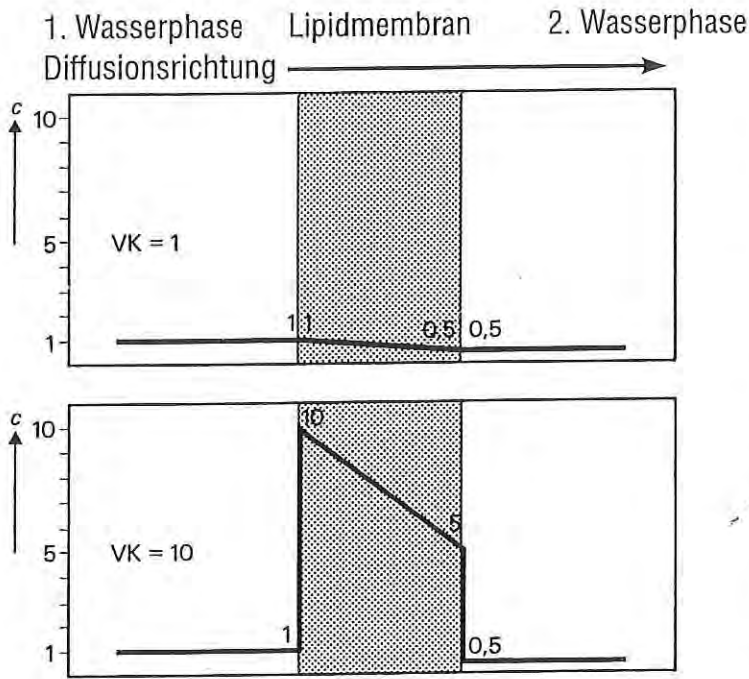 1. Wasserphase Lipidmembran 2. Wasserphase
Diffusionsrichtung
c
10
5
1
VK = 1
1 1 0,5 0,5
c
10
5
1
VK = 10
10
5
1 0,5